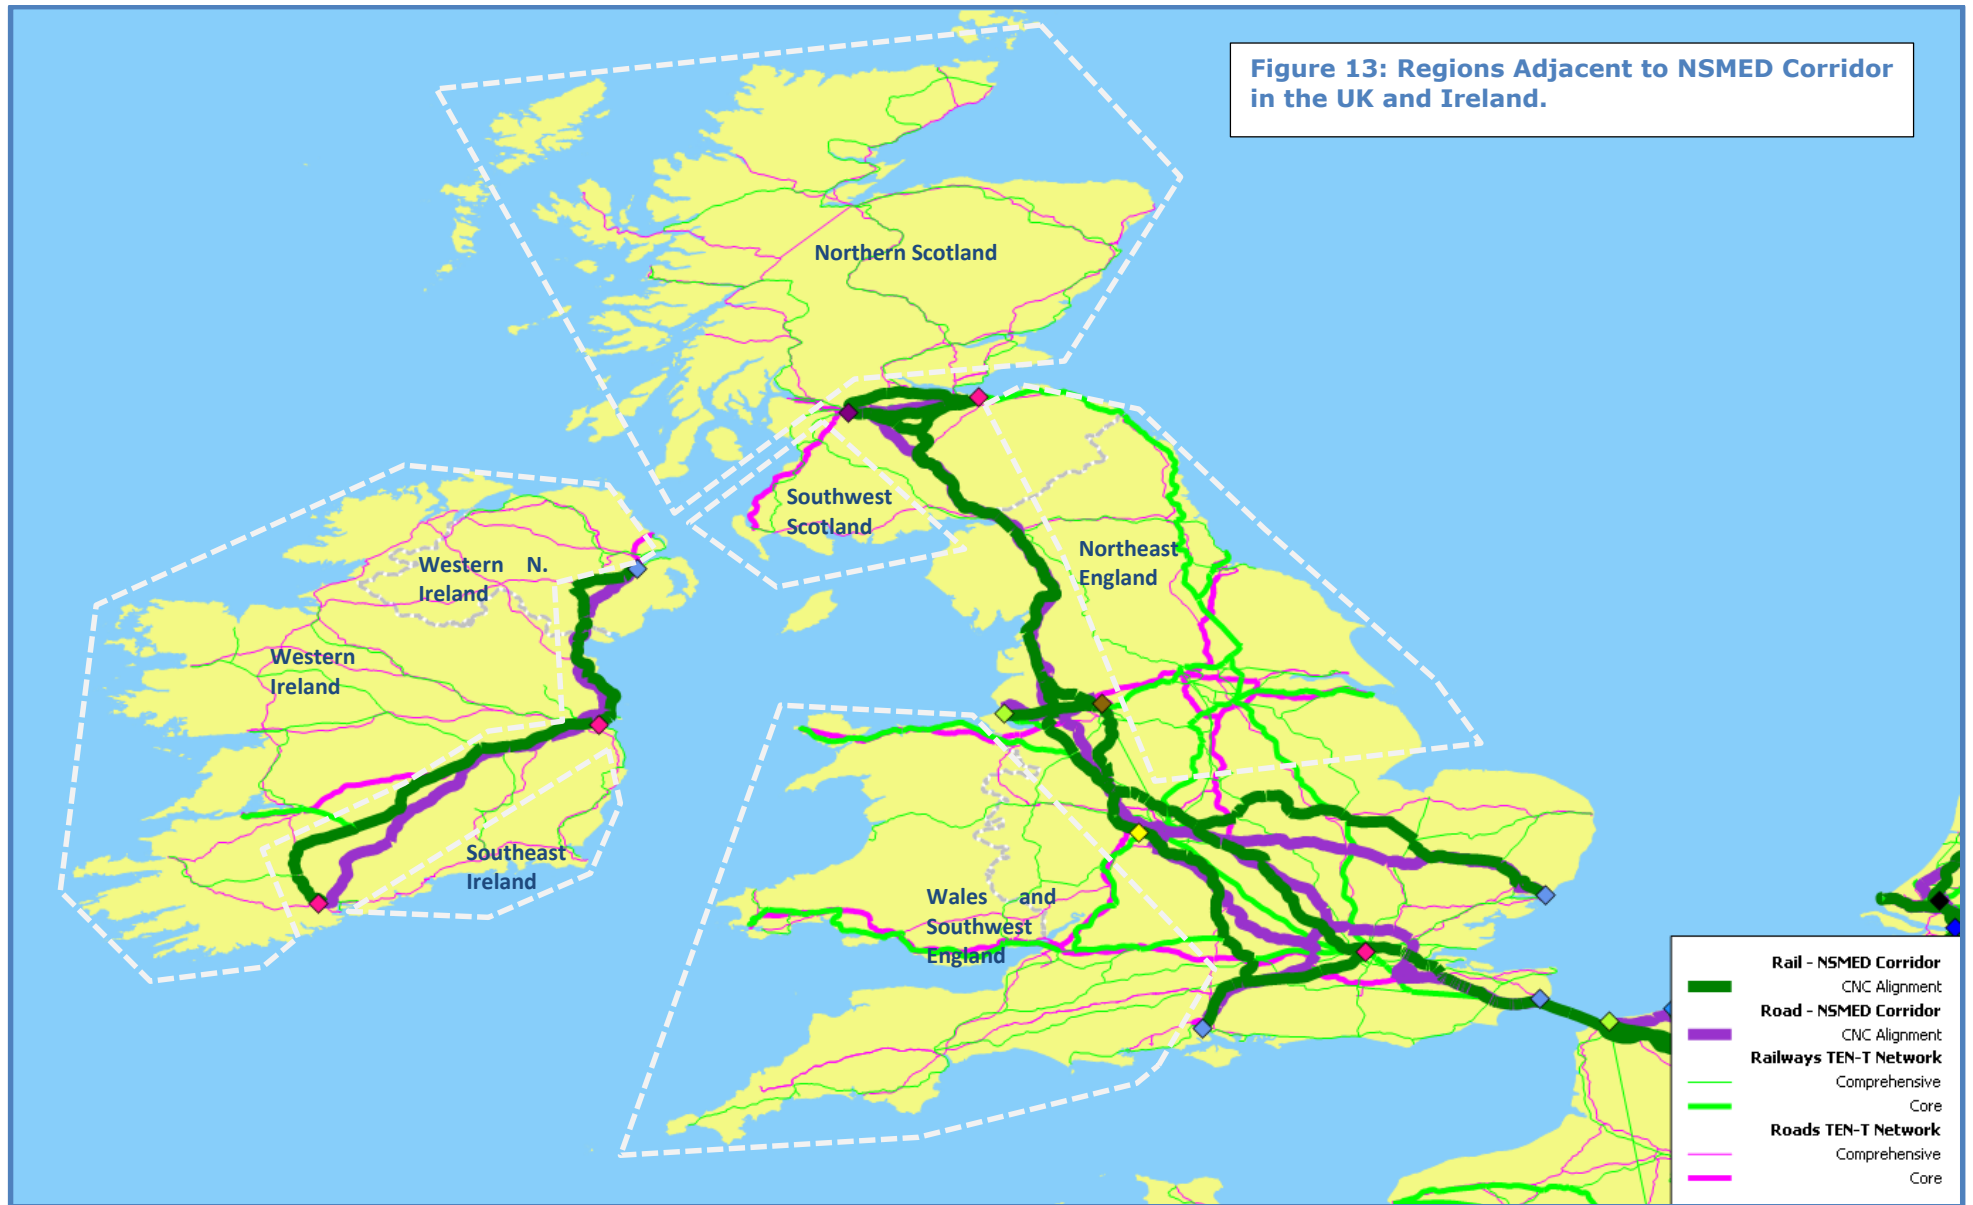 Figure 13: Regions Adjacent to NSMED Corridor
in the UK and Ireland.
Northern Scotland
Southwest
Scotland
Northeast
England
Western N.
Ireland
Western
Ireland
Southeast
Ireland
Wales and
Southwest
England
Rail - NSMED Corridor
CNC Alignment
Road - NSMED Corridor
CNC Alignment
Railways TEN-T Network
Comprehensive
Core
Roads TEN-T Network
Comprehensive
Core